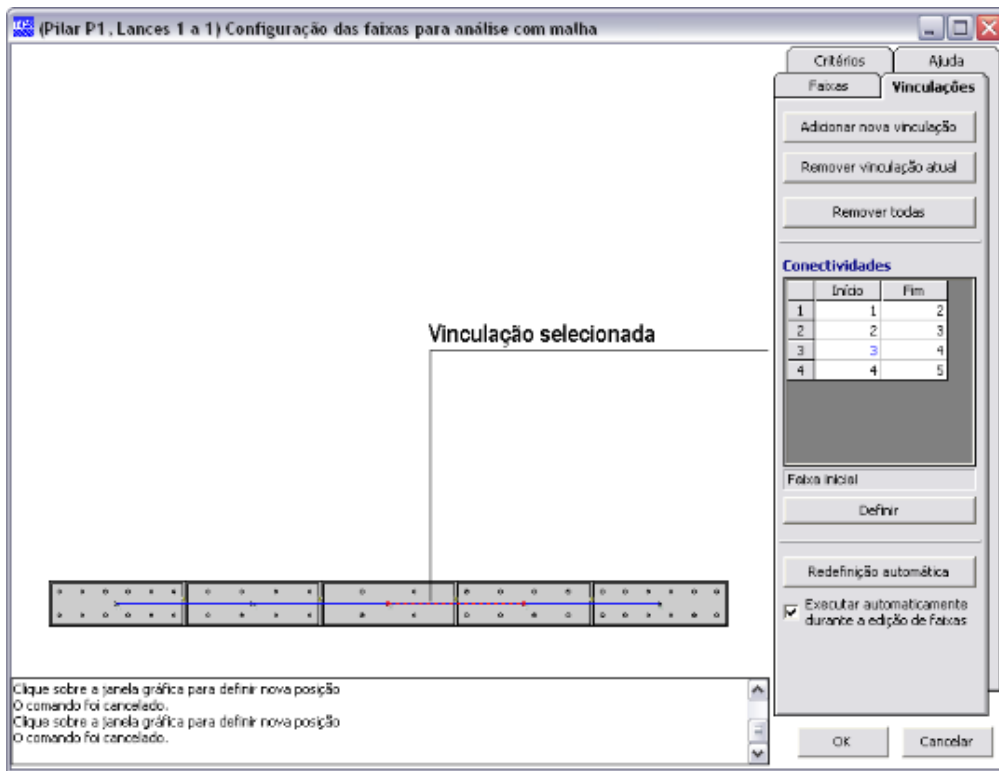 (Pilar P1, Lances 1 a 1) Configuração das faixas para análise com malha
Critérios Ajuda
Faixas Vinculações
Adicionar nova vinculação
Remover vinculação atual
Remover todas
Conectividades
Início Fim
1 1 2
2 2 3
3 3 4
4 4 5
Faixa inicial
Definir
Redefinição automática
Executar automaticamente
durante a edição de faixas
Vinculação selecionada
Clique sobre a janela gráfica para definir nova posição
O comando foi cancelado.
Clique sobre a janela gráfica para definir nova posição
O comando foi cancelado.
OK Cancelar